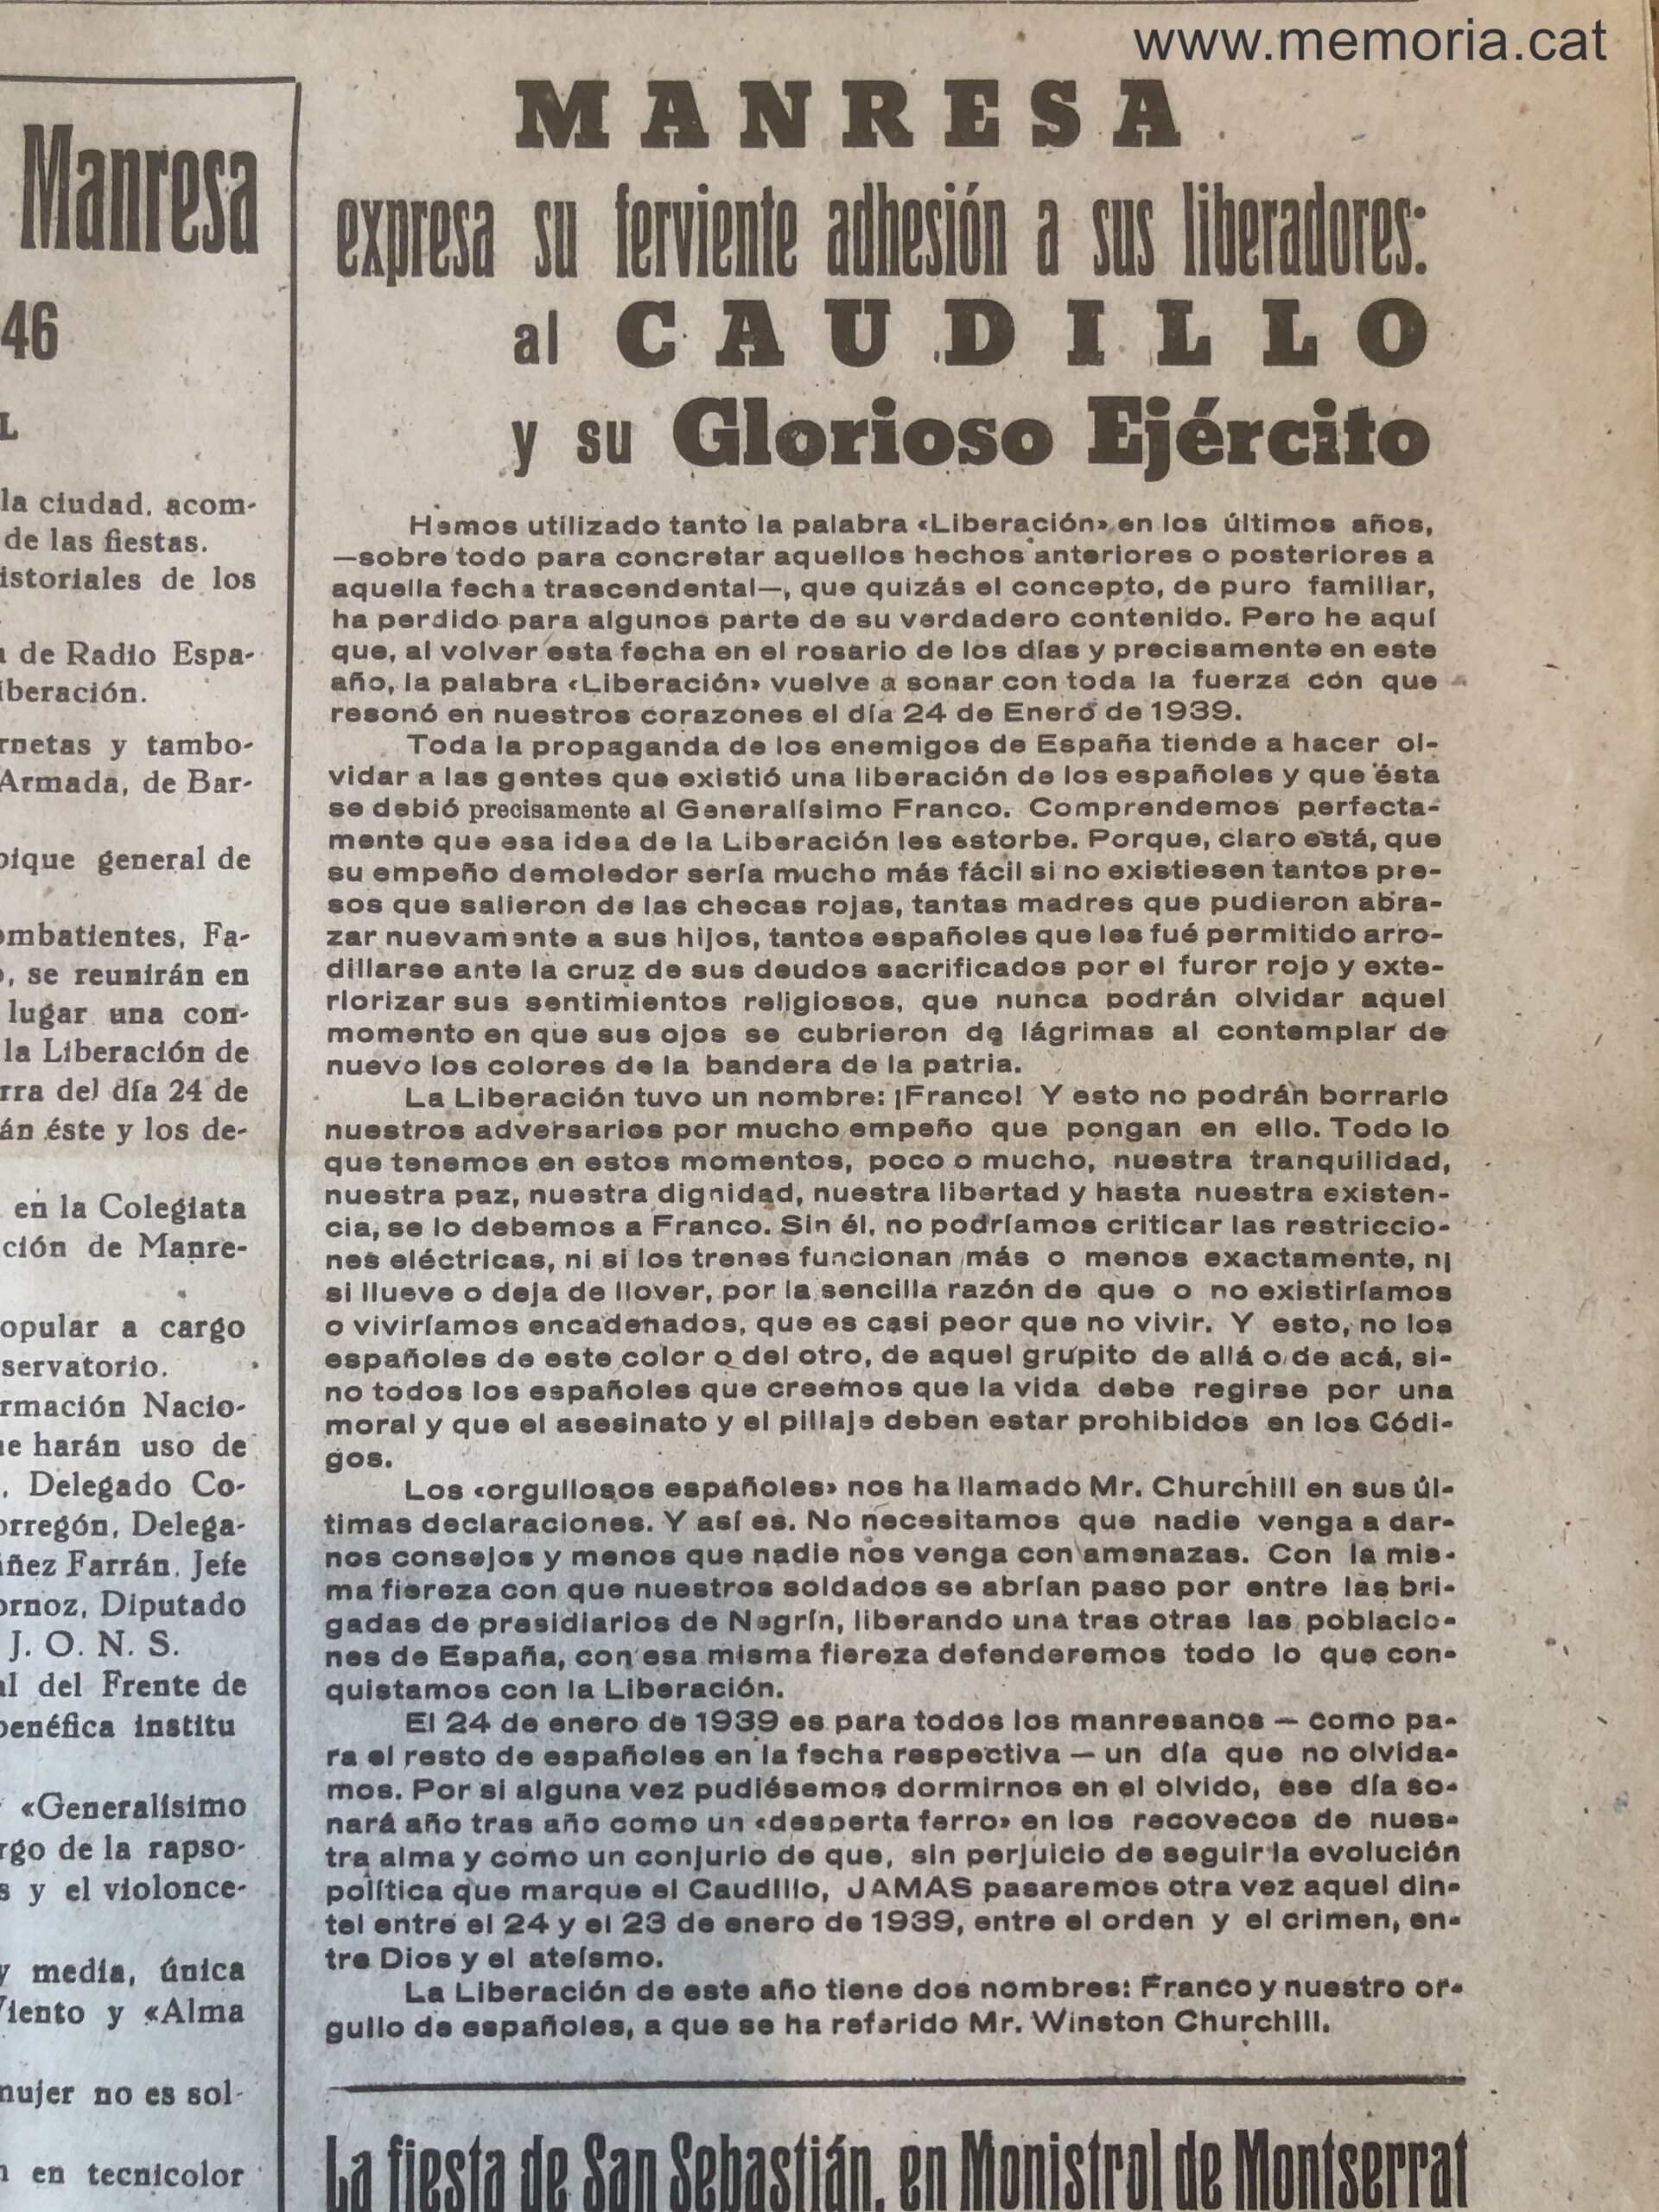 www.memoria.cat
Manresa
46
L
la ciudad, acom-
de las fiestas.
istoriales de los
de Radio Espa-
iberación.
rnetas y tambo-
Armada, de Bar-
pique general de
ombatientes, Fa-
, se reunirán en
lugar una con-
la Liberación de
rra del día 24 de
án éste y los de-
en la Colegiata
ción de Manre-
opular a cargo
servatorio.
rmación Nacio-
ue harán uso de
, Delegado Co-
orregón, Delega-
áñez Farrán, Jefe
ornoz, Diputado
J. O. N. S.
al del Frente de
benéfica institu
«Generalísimo
rgo de la rapso-
s y el violonce-
y media, única
Viento y «Alma
mujer no es sol-
en tecnicolor
MANRESA
expresa su ferviente adhesión a sus liberadores:
al CAUDILLO
y su Glorioso Ejército
Hemos utilizado tanto la palabra «Liberación» en los últimos años,
—sobre todo para concretar aquellos hechos anteriores o posteriores a
aquella fecha trascendental—, que quizás el concepto, de puro familiar,
ha perdido para algunos parte de su verdadero contenido. Pero he aquí
que, al volver esta fecha en el rosario de los días y precisamente en este
año, la palabra «Liberación» vuelve a sonar con toda la fuerza cón que
resonó en nuestros corazones el día 24 de Enero de 1939.
Toda la propaganda de los enemigos de España tiende a hacer ol-
vidar a las gentes que existió una liberación de los españoles y que ésta
se debió precisamente al Generalísimo Franco. Comprendemos perfecta-
mente que esa idea de la Liberación les estorbe. Porque, claro está, que
su empeño demoledor sería mucho más fácil si no existiesen tantos pre-
sos que salieron de las checas rojas, tantas madres que pudieron abra-
zar nuevamente a sus hijos, tantos españoles que les fué permitido arro-
dillarse ante la cruz de sus deudos sacrificados por el furor rojo y exte-
riorizar sus sentimientos religiosos, que nunca podrán olvidar aquel
momento en que sus ojos se cubrieron de lágrimas al contemplar de
nuevo los colores de la bandera de la patria.
La Liberación tuvo un nombre: ¡Franco! Y esto no podrán borrarlo
nuestros adversarios por mucho empeño que pongan en ello. Todo lo
que tenemos en estos momentos, poco o mucho, nuestra tranquilidad,
nuestra paz, nuestra dignidad, nuestra libertad y hasta nuestra existen-
cia, se lo debemos a Franco. Sin él, no podríamos criticar las restriccio-
nes eléctricas, ni si los trenes funcionan más o menos exactamente, ni
si llueve o deja de llover, por la sencilla razón de que o no existiríamos
o viviríamos encadenados, que es casi peor que no vivir. Y esto, no los
españoles de este color o del otro, de aquel grupito de allá o de acá, si-
no todos los españoles que creemos que la vida debe regirse por una
moral y que el asesinato y el pillaje deben estar prohibidos en los Códi-
gos.
Los «orgullosos españoles» nos ha llamado Mr. Churchill en sus úl-
timas declaraciones. Y así es. No necesitamos que nadie venga a dar-
nos consejos y menos que nadie nos venga con amenazas. Con la mis-
ma fiereza con que nuestros soldados se abrían paso por entre las bri-
gadas de presidiarios de Negrín, liberando una tras otras las poblacio-
nes de España, con esa misma fiereza defenderemos todo lo que con-
quistamos con la Liberación.
El 24 de enero de 1939 es para todos los manresanos — como pa-
ra el resto de españoles en la fecha respectiva — un día que no olvida-
mos. Por si alguna vez pudiésemos dormirnos en el olvido, ese día so-
nará año tras año como un «desperta ferro» en los recovecos de nues-
tra alma y como un conjurio de que, sin perjuicio de seguir la evolución
política que marque el Caudillo, JAMAS pasaremos otra vez aquel din-
tel entre el 24 y el 23 de enero de 1939, entre el orden y el crimen, en-
tre Dios y el ateísmo.
La Liberación de este año tiene dos nombres: Franco y nuestro or-
gullo de españoles, a que se ha referido Mr. Winston Churchill.
La fiesta de San Sebastián, en Monistrol de Montserrat